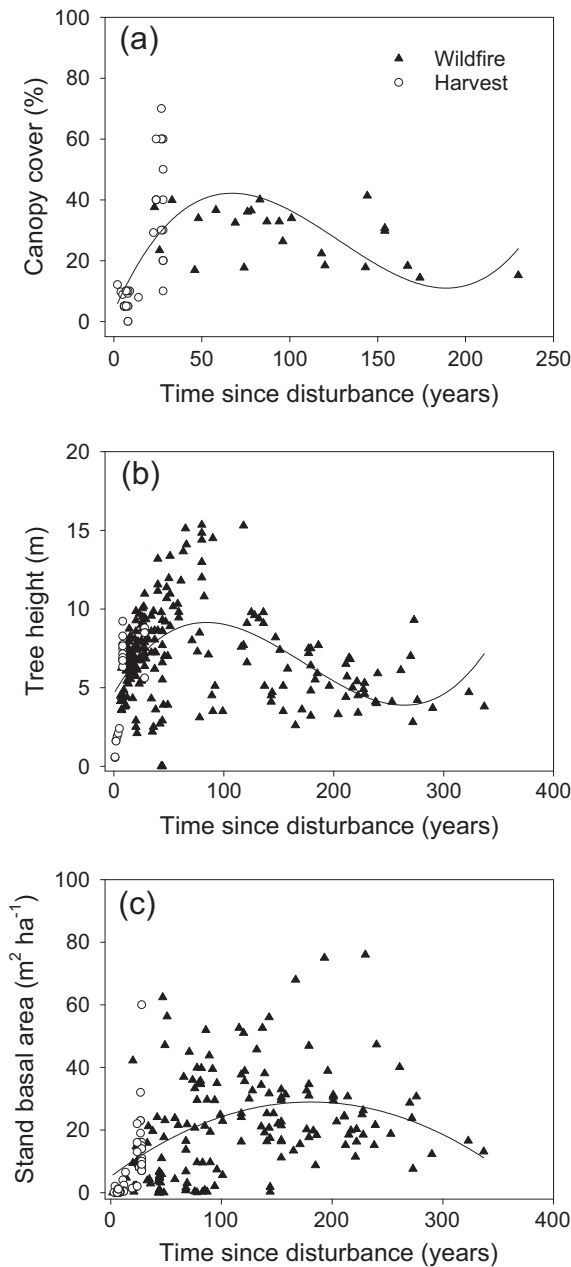 (a)
Wildfire
Harvest
Canopy cover (%)
100
80
60
40
20
0
0 50 100 150 200 250
Time since disturbance (years)
(b)
Tree height (m)
20
15
10
5
0
0 100 200 300 400
Time since disturbance (years)
(c)
Stand basal area (m² ha⁻¹)
100
80
60
40
20
0
0 100 200 300 400
Time since disturbance (years)